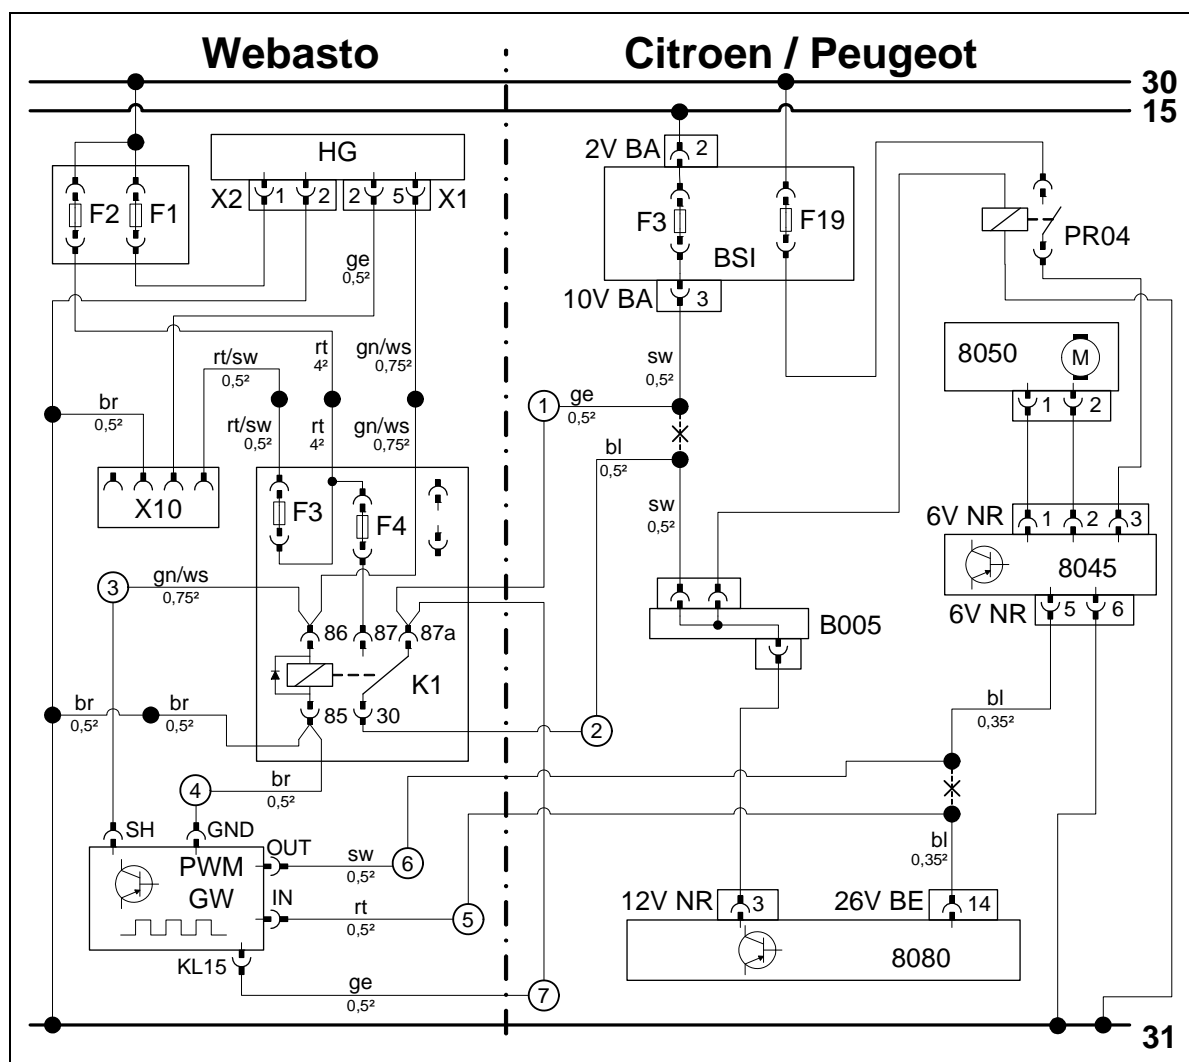 Webasto Citroen / Peugeot
30
15
HG
2V BA 2
X2 1 2 2 5 X1
F2 F1
F3 F19
PR04
BSI
ge
0,5²
10V BA 3
rt/sw
0,5²
rt
4²
gn/ws
0,75²
sw
0,5²
8050 M
1 2
br
0,5²
rt/sw
0,5²
rt
4²
gn/ws
0,75²
1 ge
0,5²
bl
0,5²
sw
0,5²
X10
F3 F4
6V NR 1 2 3
8045
3 gn/ws
0,75²
6V NR 5 6
86 87 87a
B005
K1
br
0,5²
br
0,5²
85 30
2
bl
0,35²
4 br
0,5²
SH GND
OUT
PWM
GW
sw
0,5²
6
bl
0,35²
IN
rt
0,5²
5
12V NR 3 26V BE 14
8080
KL15
ge
0,5²
7
31